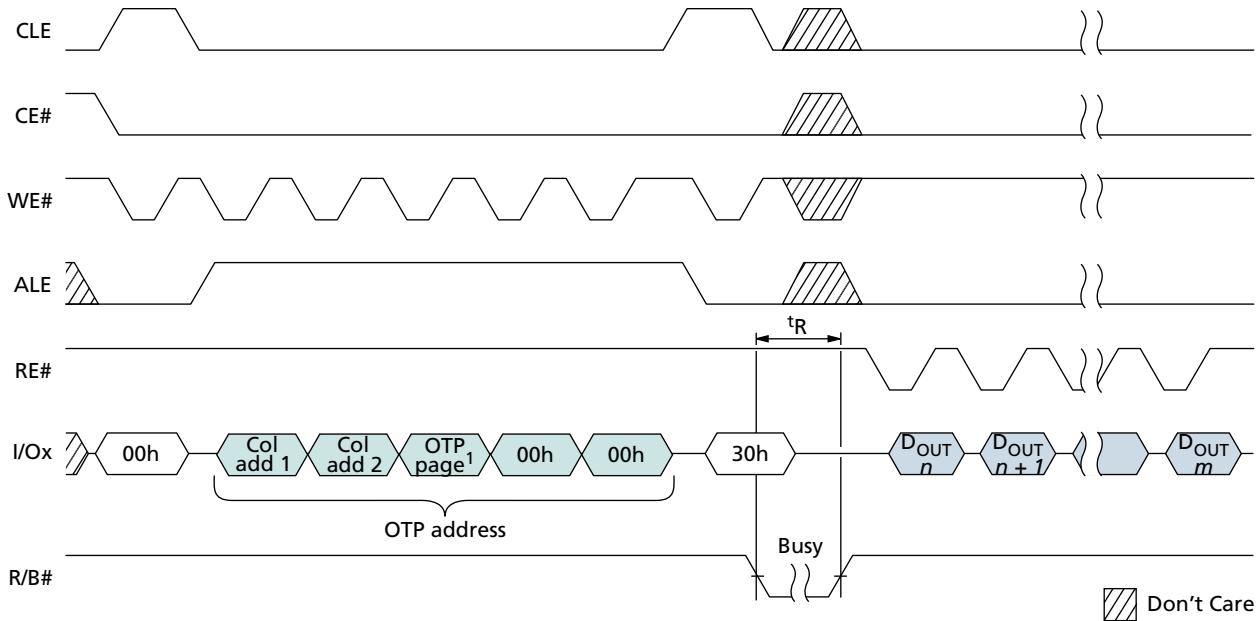 CLE
CE#
WE#
ALE
tR
RE#
I/Ox
00h
Col add 1
Col add 2
OTP page1
00h
00h
30h
DOUT n
DOUT n + 1
DOUT m
OTP address
Busy
R/B#
Don't Care